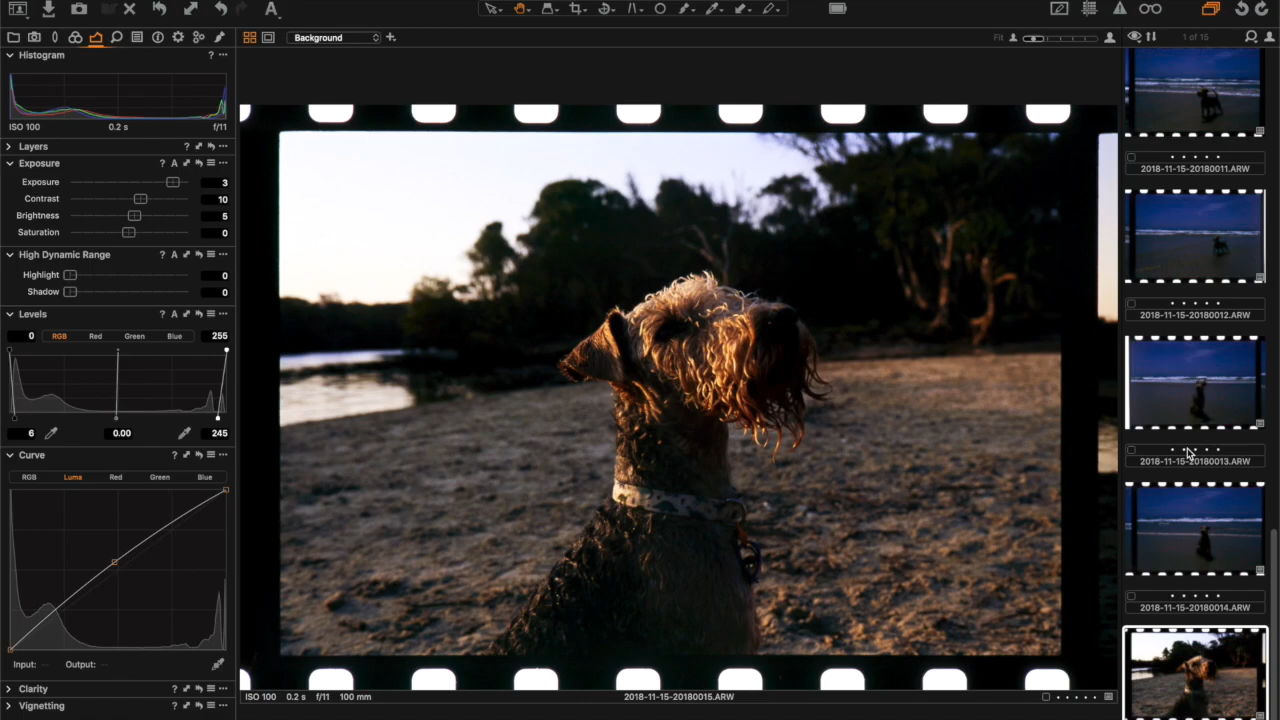 Background
Fit
1 of 15
Histogram
?
ISO 100
0.2 s
f/11
Layers
?
Exposure
? A
Exposure
3
Contrast
10
Brightness
5
Saturation
0
High Dynamic Range
? A
Highlight
0
Shadow
0
Levels
? A
0
RGB
Red
Green
Blue
255
6
0.00
245
Curve
?
RGB
Luma
Red
Green
Blue
Input: --
Output: --
Clarity
?
Vignetting
?
ISO 100
0.2 s
f/11
100 mm
2018-11-15-20180015.ARW
2018-11-15-20180011.ARW
2018-11-15-20180012.ARW
2018-11-15-20180013.ARW
2018-11-15-20180014.ARW